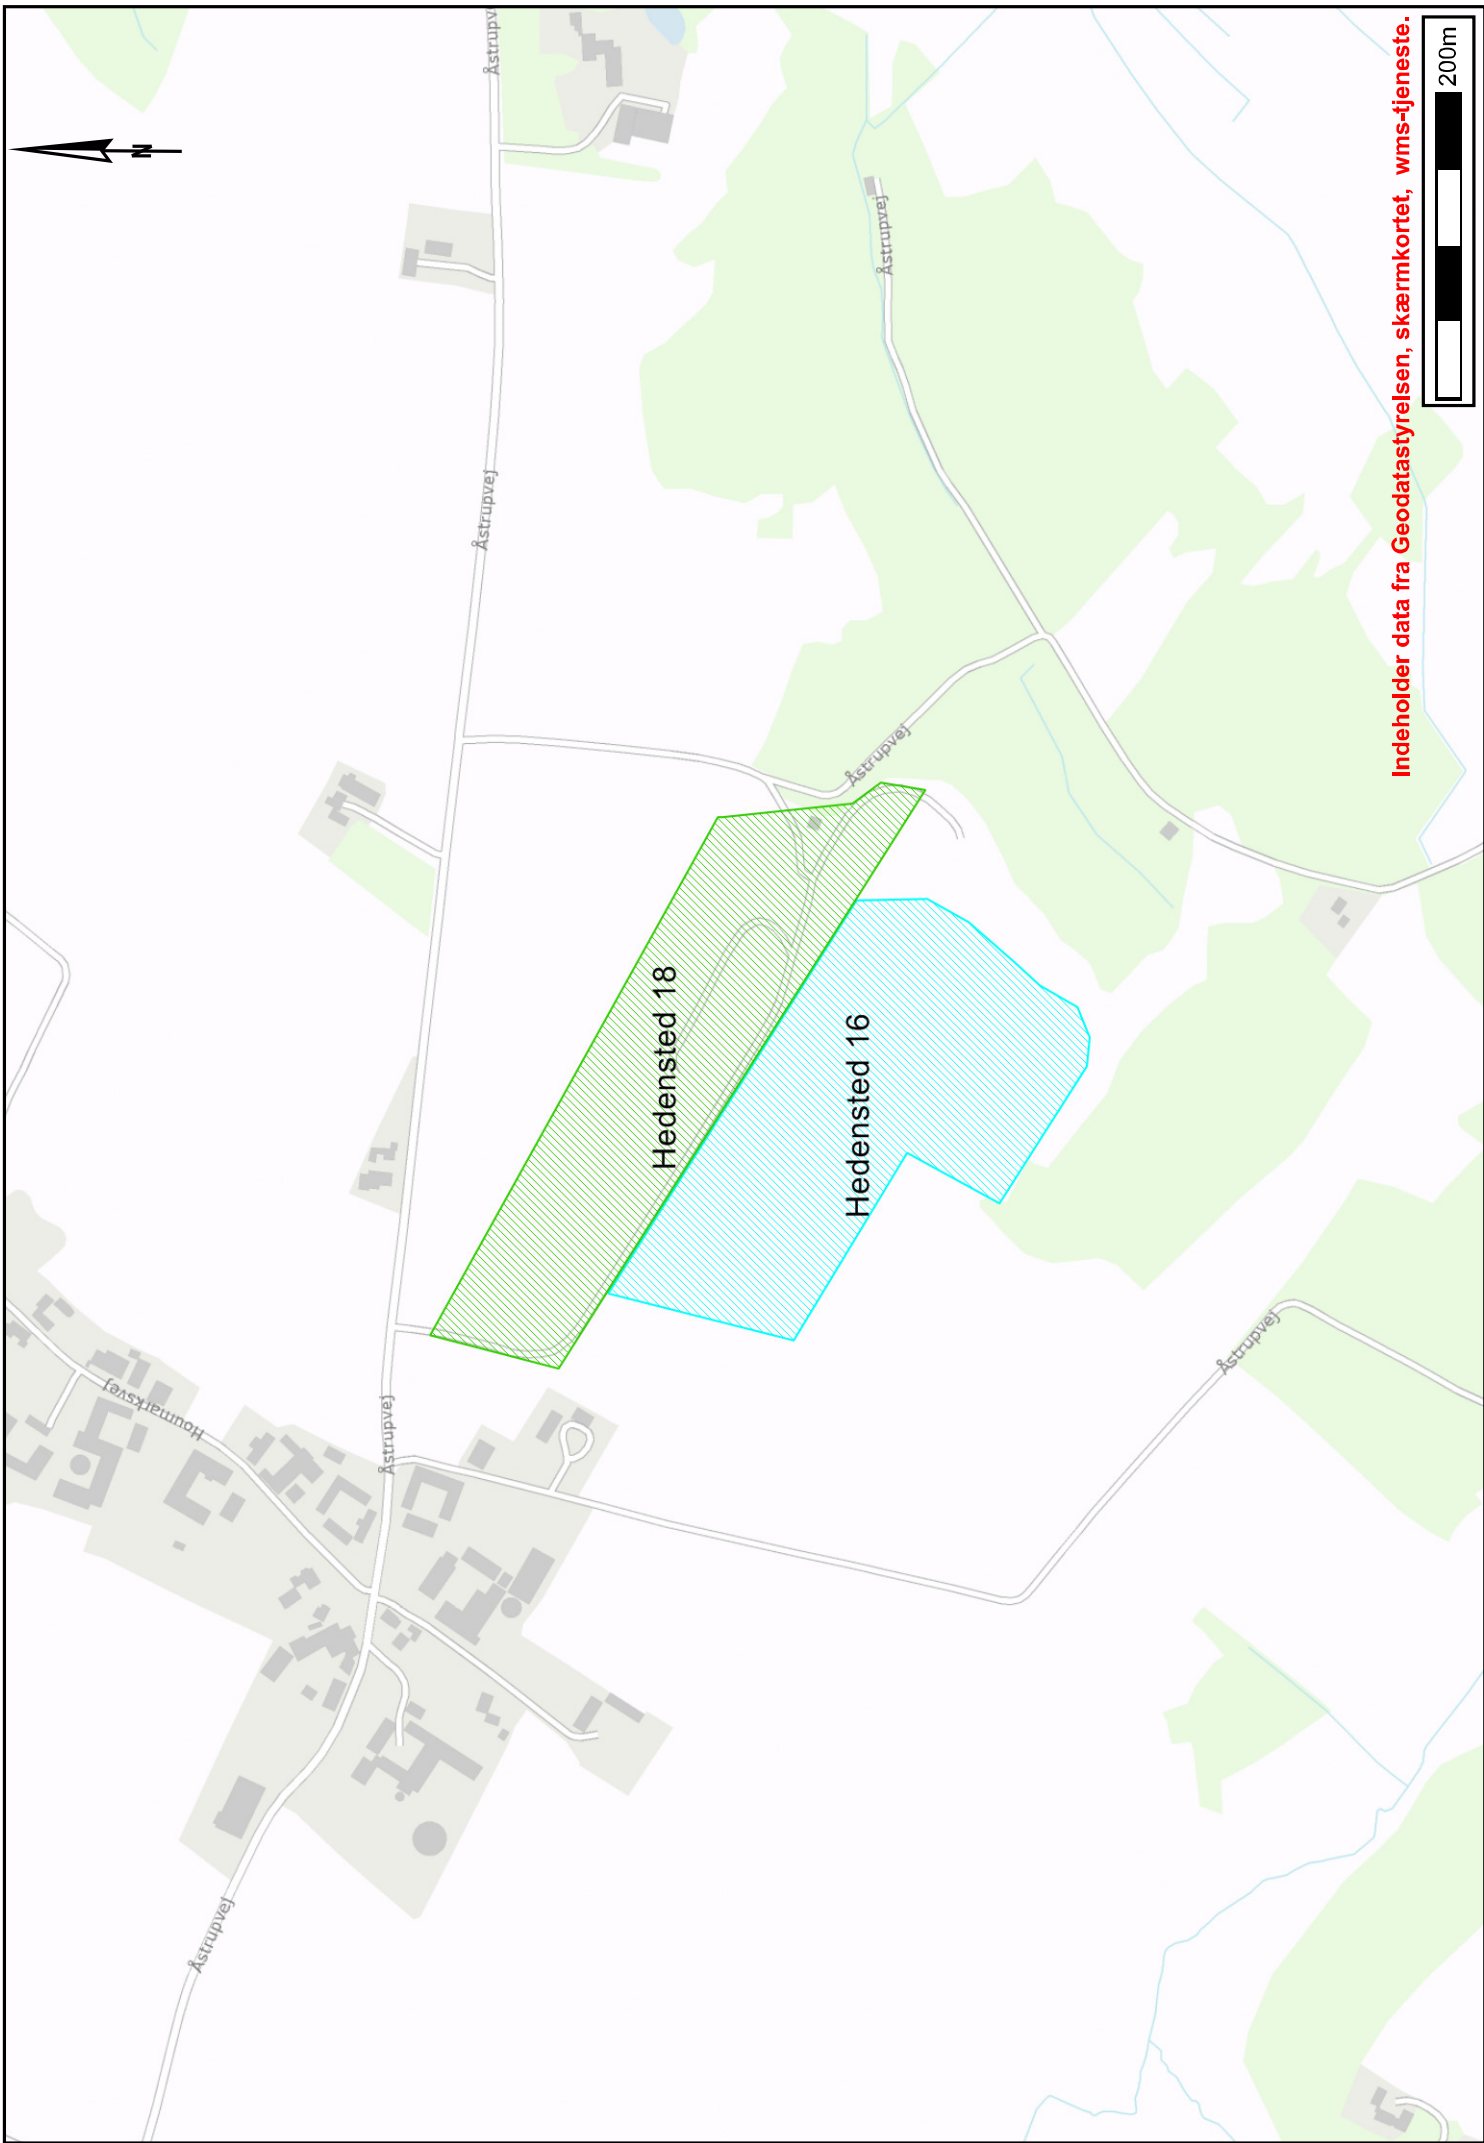 N
Åstrupvej
Åstrupvej
Åstrupvej
Åstrupvej
Houmarksvej
Åstrupvej
Åstrupvej
Åstrupvej
Hedensted 18
Hedensted 16
Indeholder data fra Geodatastyrelsen, skærmkortet, wms-tjeneste.
200m